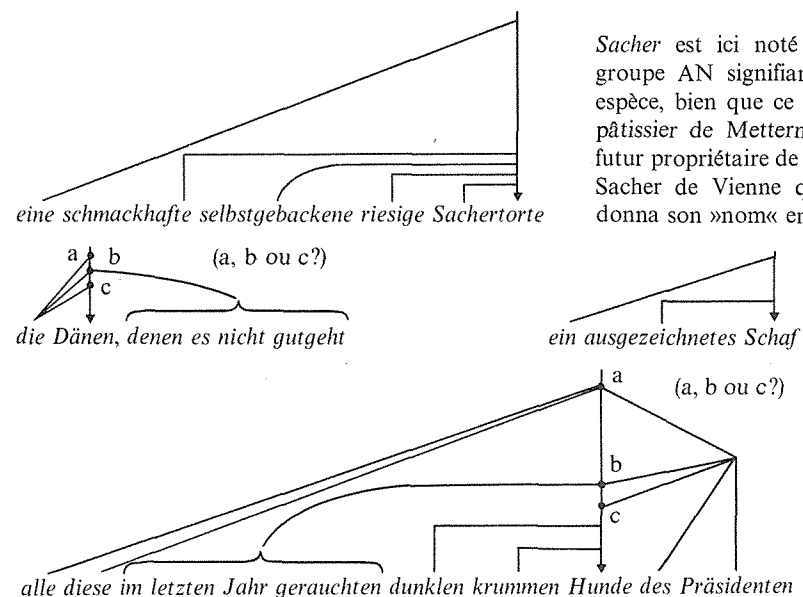 Sacher est ici noté
groupe AN signifian
espèce, bien que ce
pâtissier de Mettern
futur propriétaire de
Sacher de Vienne q
donna son »nom« en
eine schmackhafte selbstgebackene riesige Sachertorte
a b (a, b ou c?)
c
die Dänen, denen es nicht gutgeht
ein ausgezeichnetes Schaf
a (a, b ou c?)
b
c
alle diese im letzten Jahr gerauchten dunklen krummen Hunde des Präsidenten